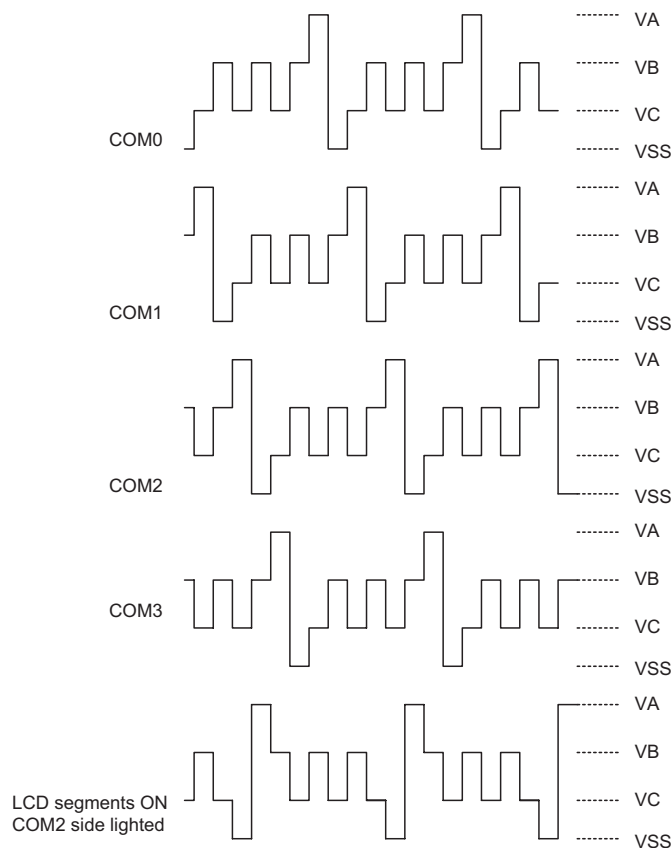 VA
VB
VC
COM0
VSS
VA
VB
VC
COM1
VSS
VA
VB
VC
COM2
VSS
VA
VB
COM3
VC
VSS
VA
VB
LCD segments ON
VC
COM2 side lighted
VSS